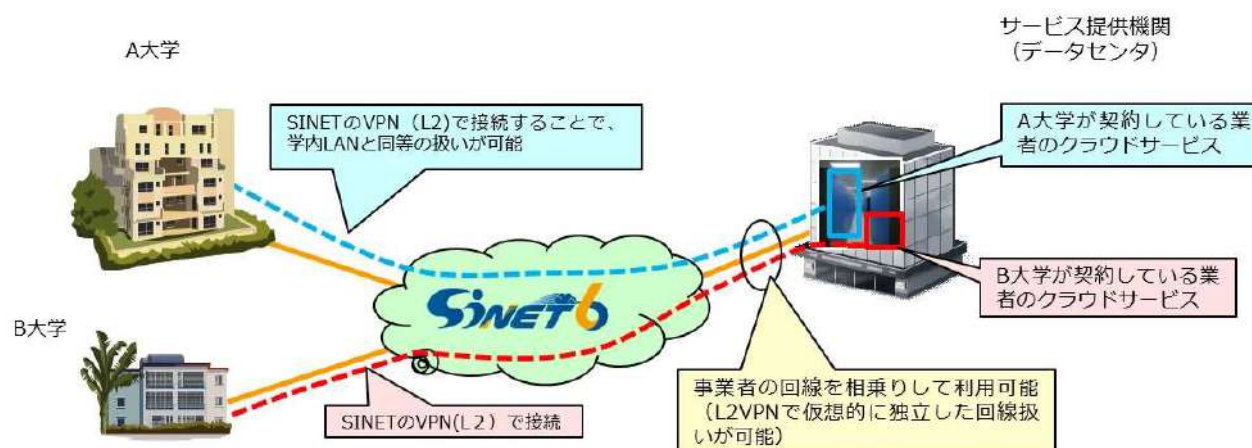 サービス提供機関
(データセンタ)
A大学
SINETのVPN（L2)で接続することで、
学内LANと同等の扱いが可能
A大学が契約している業
者のクラウドサービス
B大学が契約している業
者のクラウドサービス
SINET6
B大学
SINETのVPN(L２）で接続
事業者の回線を相乗りして利用可能
（L2VPNで仮想的に独立した回線扱
いが可能）